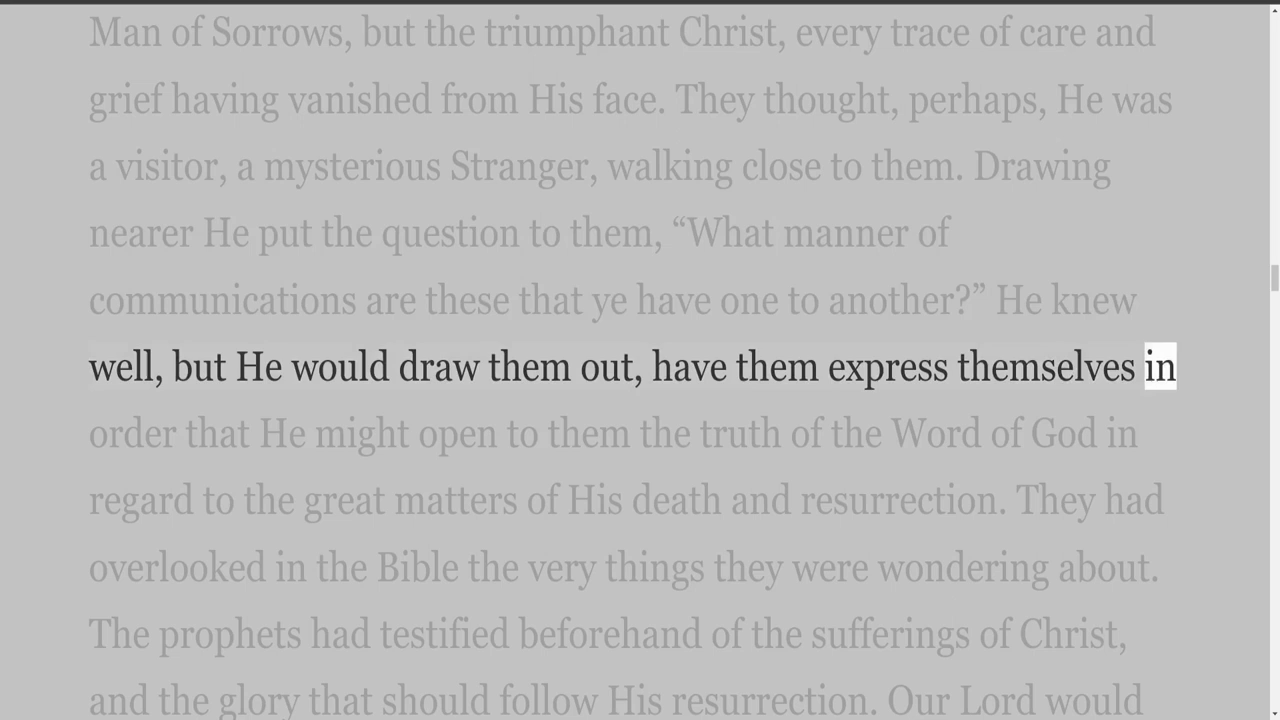 Man of Sorrows, but the triumphant Christ, every trace of care and
grief having vanished from His face. They thought, perhaps, He was
a visitor, a mysterious Stranger, walking close to them. Drawing
nearer He put the question to them, “What manner of
communications are these that ye have one to another?” He knew
well, but He would draw them out, have them express themselves in
order that He might open to them the truth of the Word of God in
regard to the great matters of His death and resurrection. They had
overlooked in the Bible the very things they were wondering about.
The prophets had testified beforehand of the sufferings of Christ,
and the glory that should follow His resurrection. Our Lord would